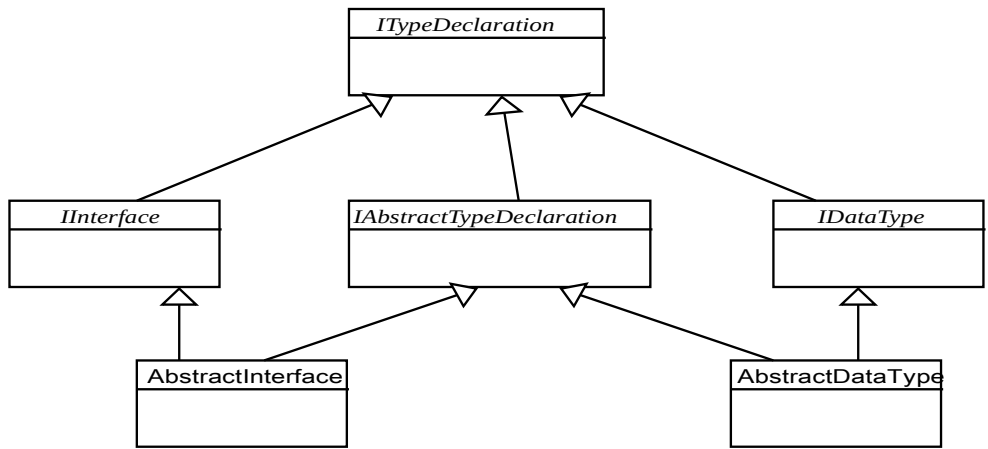 ITypeDeclaration
IInterface
IAbstractTypeDeclaration
IDataType
AbstractInterface
AbstractDataType